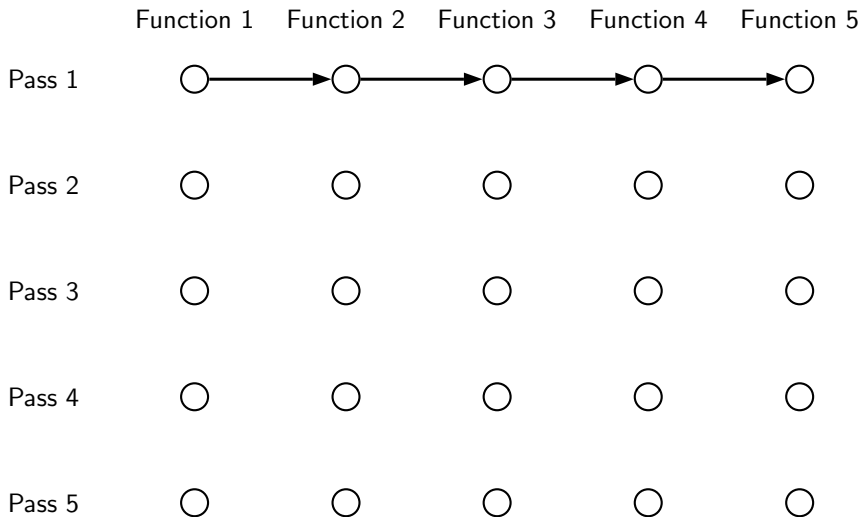 Function 1 Function 2 Function 3 Function 4 Function 5
Pass 1
Pass 2
Pass 3
Pass 4
Pass 5